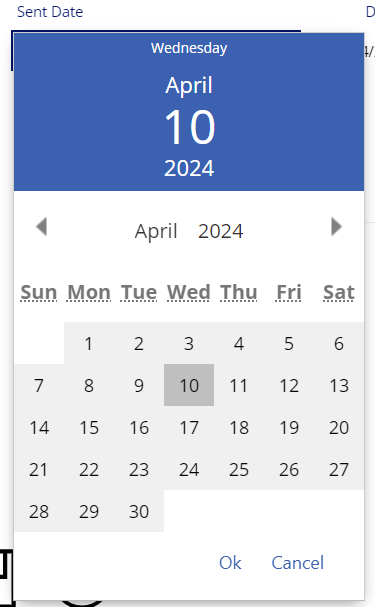 Sent Date D
Wednesday
April
10
2024
April 2024
Sun Mon Tue Wed Thu Fri Sat
1 2 3 4 5 6
7 8 9 10 11 12 13
14 15 16 17 18 19 20
21 22 23 24 25 26 27
28 29 30
Ok Cancel